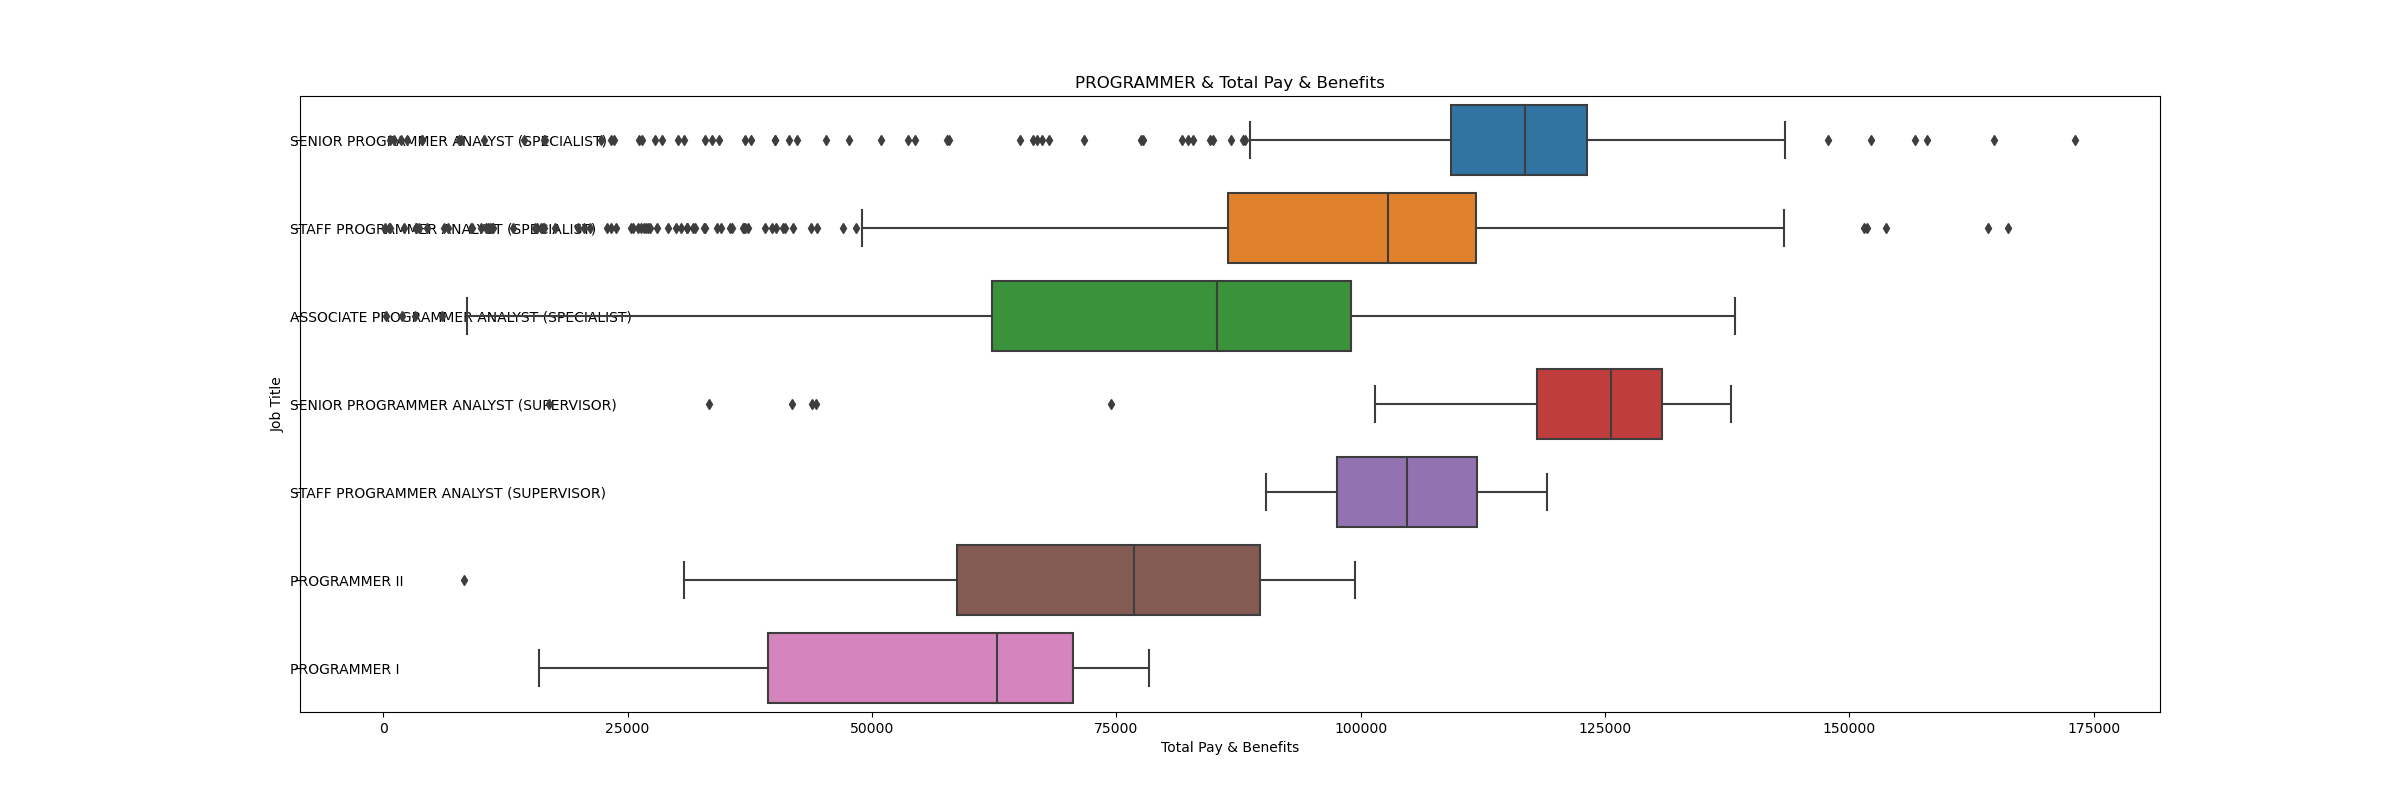 PROGRAMMER & Total Pay & Benefits
SENIOR PROGRAMMER ANALYST (SPECIALIST)
STAFF PROGRAMMER ANALYST (SPECIALIST)
ASSOCIATE PROGRAMMER ANALYST (SPECIALIST)
Job Title
SENIOR PROGRAMMER ANALYST (SUPERVISOR)
STAFF PROGRAMMER ANALYST (SUPERVISOR)
PROGRAMMER II
PROGRAMMER I
0 25000 50000 75000 100000 125000 150000 175000
Total Pay & Benefits